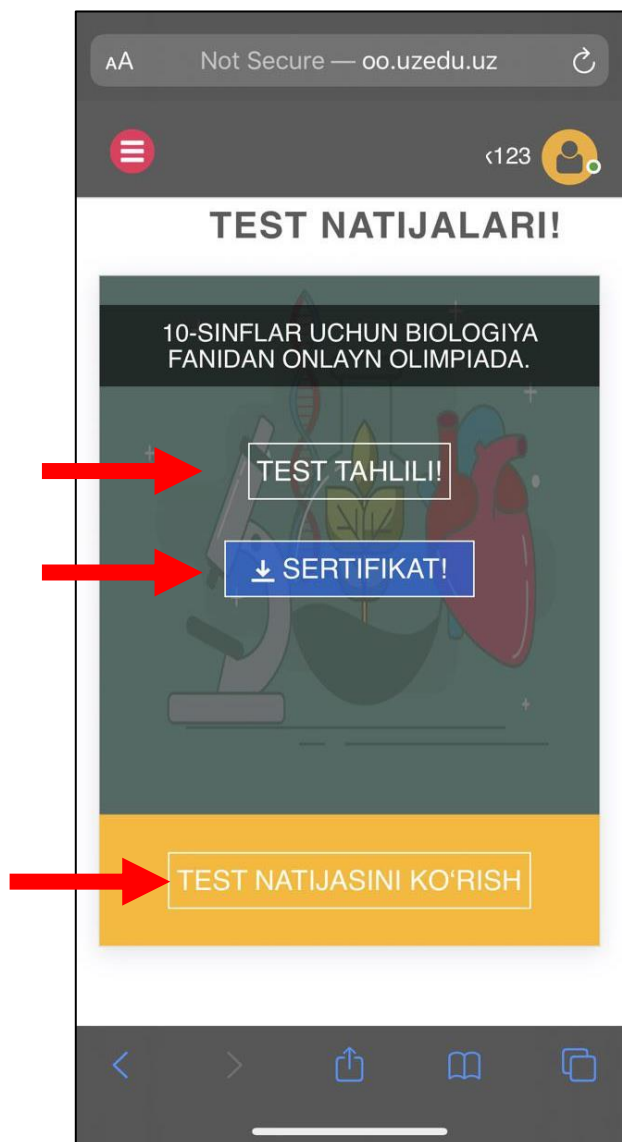 AA Not Secure — oo.uzedu.uz
‹123
TEST NATIJALARI!
10-SINFLAR UCHUN BIOLOGIYA
FANIDAN ONLAYN OLIMPIADA.
TEST TAHLILI!
SERTIFIKAT!
TEST NATIJASINI KO‘RISH